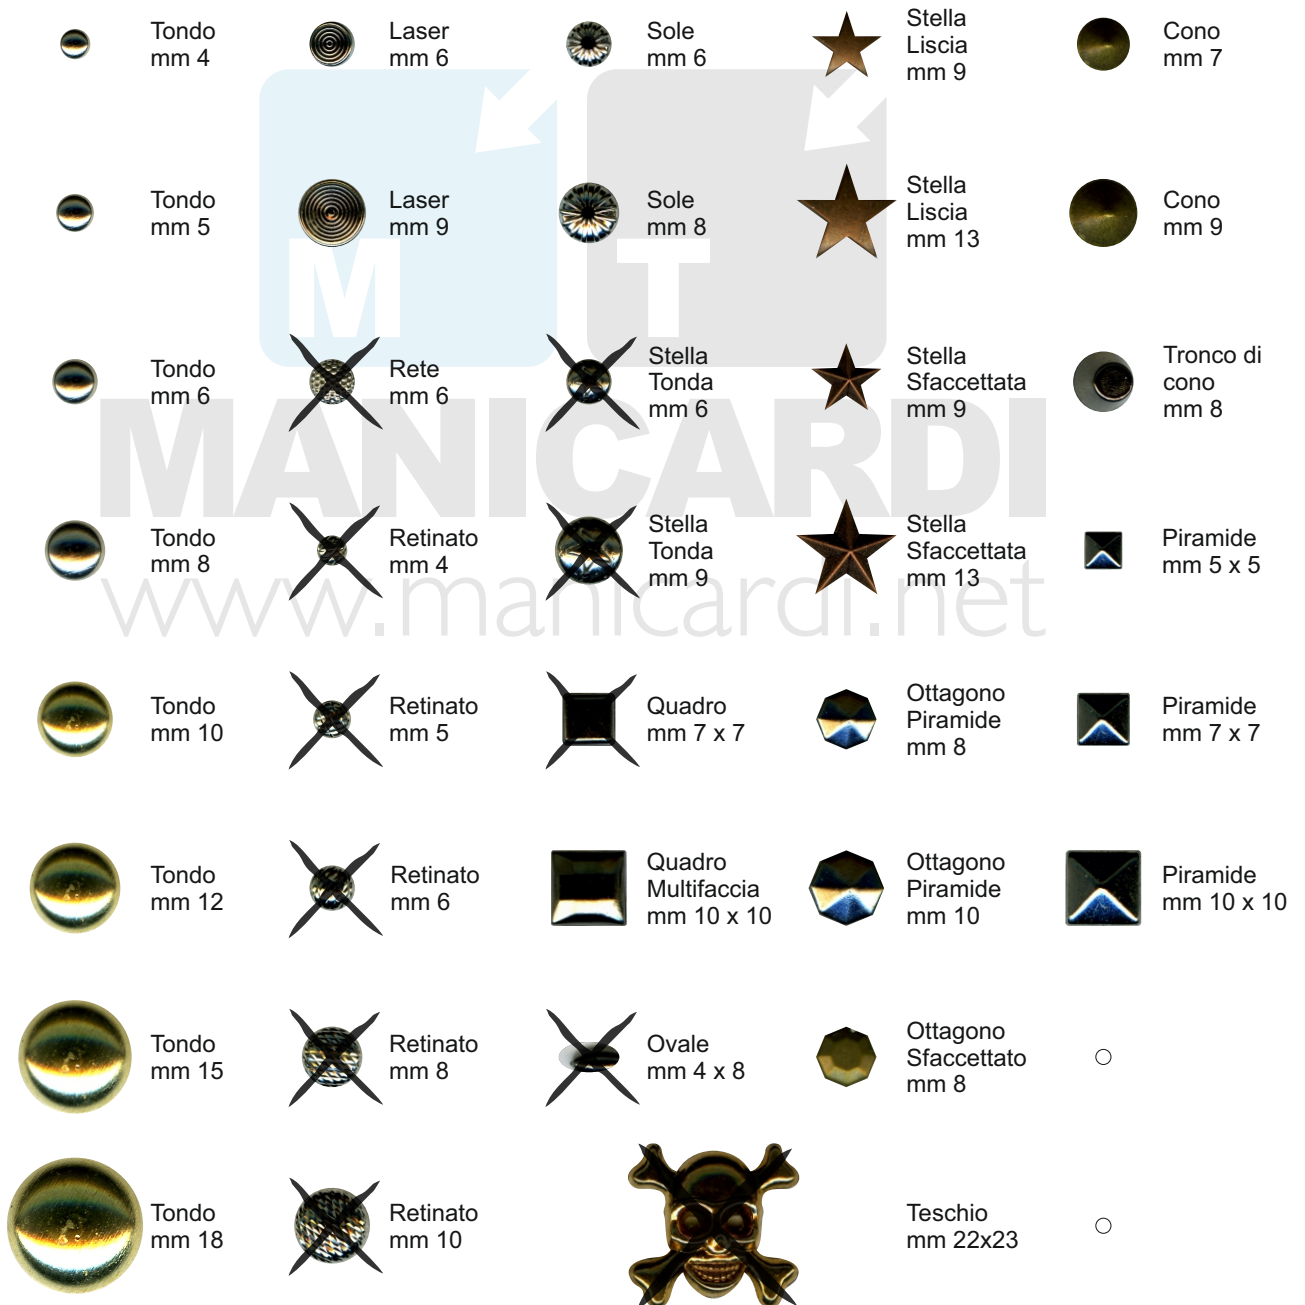 Tondo
mm 4
Laser
mm 6
Sole
mm 6
Stella
Liscia
mm 9
Cono
mm 7
Tondo
mm 5
Laser
mm 9
Sole
mm 8
Stella
Liscia
mm 13
Cono
mm 9
M T
Tondo
mm 6
Rete
mm 6
Stella
Tonda
mm 6
Stella
Sfaccettata
mm 9
Tronco di
cono
mm 8
MANICARDI
Tondo
mm 8
Retinato
mm 4
Stella
Tonda
mm 9
Stella
Sfaccettata
mm 13
Piramide
mm 5 x 5
www.manicardi.net
Tondo
mm 10
Retinato
mm 5
Quadro
mm 7 x 7
Ottagono
Piramide
mm 8
Piramide
mm 7 x 7
Tondo
mm 12
Retinato
mm 6
Quadro
Multifaccia
mm 10 x 10
Ottagono
Piramide
mm 10
Piramide
mm 10 x 10
Tondo
mm 15
Retinato
mm 8
Ovale
mm 4 x 8
Ottagono
Sfaccettato
mm 8
Tondo
mm 18
Retinato
mm 10
Teschio
mm 22x23